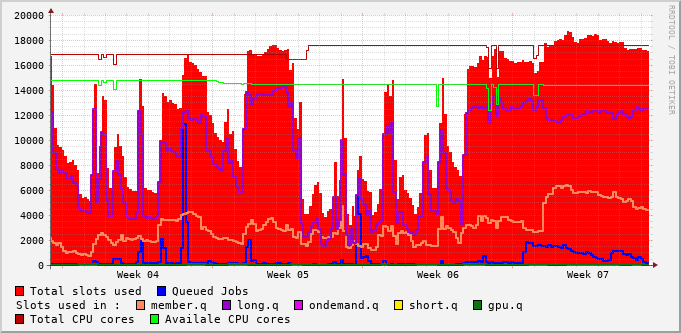 20000
18000
16000
14000
12000
10000
8000
6000
4000
2000
0
Week 04 Week 05 Week 06 Week 07
RRDTOOL / TOBI OETIKER
Total slots used Queued Jobs
Slots used in : member.q long.q ondemand.q short.q gpu.q
Total CPU cores Availale CPU cores